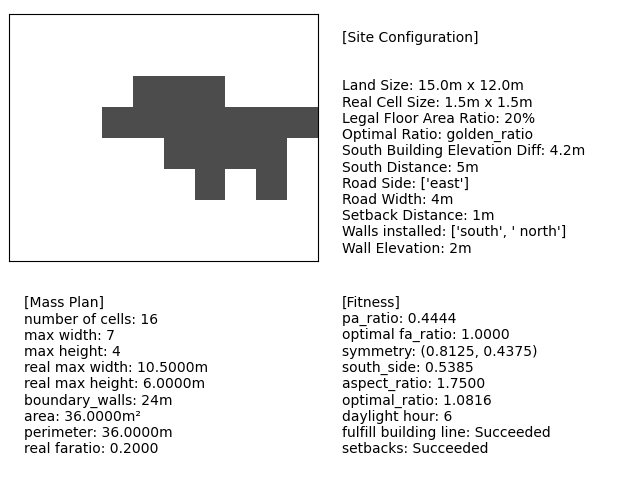 [Site Configuration]
Land Size: 15.0m x 12.0m
Real Cell Size: 1.5m x 1.5m
Legal Floor Area Ratio: 20%
Optimal Ratio: golden_ratio
South Building Elevation Diff: 4.2m
South Distance: 5m
Road Side: ['east']
Road Width: 4m
Setback Distance: 1m
Walls installed: ['south', ' north']
Wall Elevation: 2m
[Mass Plan]
number of cells: 16
max width: 7
max height: 4
real max width: 10.5000m
real max height: 6.0000m
boundary_walls: 24m
area: 36.0000m²
perimeter: 36.0000m
real faratio: 0.2000
[Fitness]
pa_ratio: 0.4444
optimal fa_ratio: 1.0000
symmetry: (0.8125, 0.4375)
south_side: 0.5385
aspect_ratio: 1.7500
optimal_ratio: 1.0816
daylight hour: 6
fulfill building line: Succeeded
setbacks: Succeeded